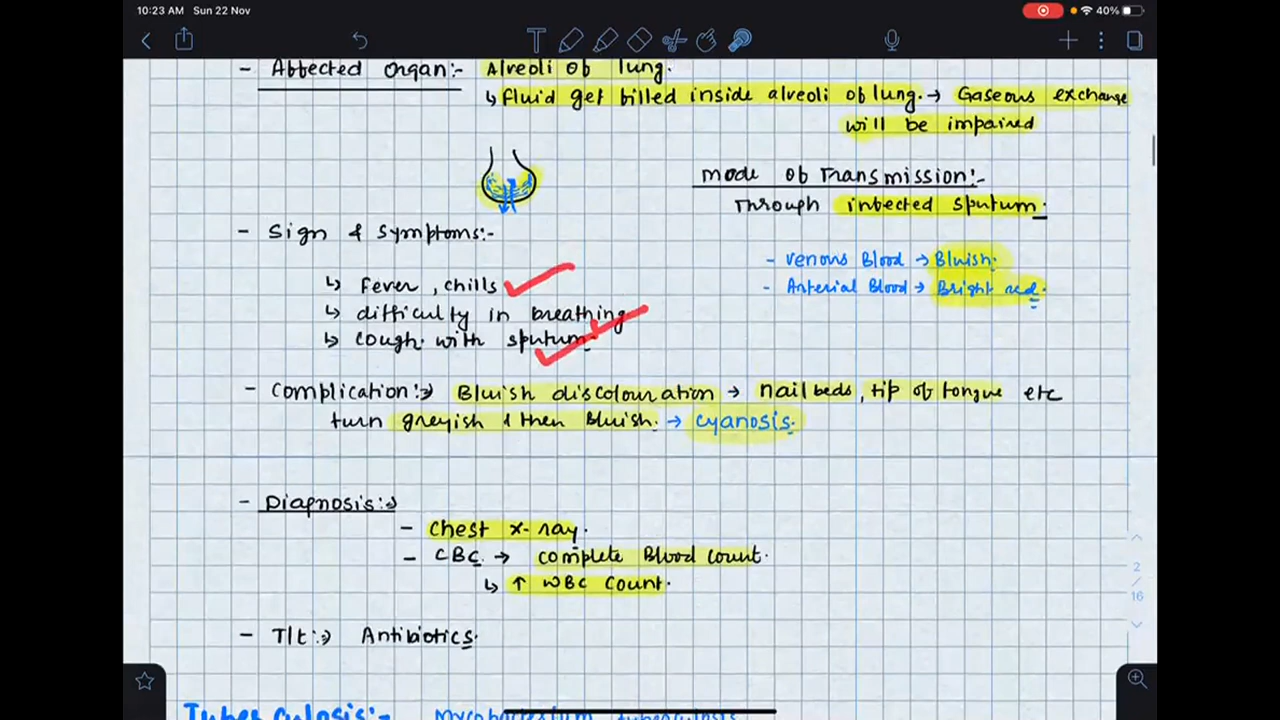 10:23 AM Sun 22 Nov
40%
- Affected Organ:- Alveoli of lung.
↳ Fluid get filled inside alveoli of lung. → Gaseous exchange
will be impaired
mode of Transmission:-
Through infected sputum.
- Sign & symptoms:-
- venous Blood → Bluish.
- Arterial Blood → Bright red.
↳ Fever, chills
↳ difficulty in breathing
↳ cough with sputum.
- Complication:→ Bluish discolouration → nail beds, tip of tongue etc
turn greyish & then Bluish. → cyanosis.
- Diagnosis:→
- chest x-ray.
- CBC → complete Blood count.
↳ ↑ WBC count.
2
/
16
- T/t:→ Antibiotics.
Tuberculosis:- Mycobacterium tuberculosis